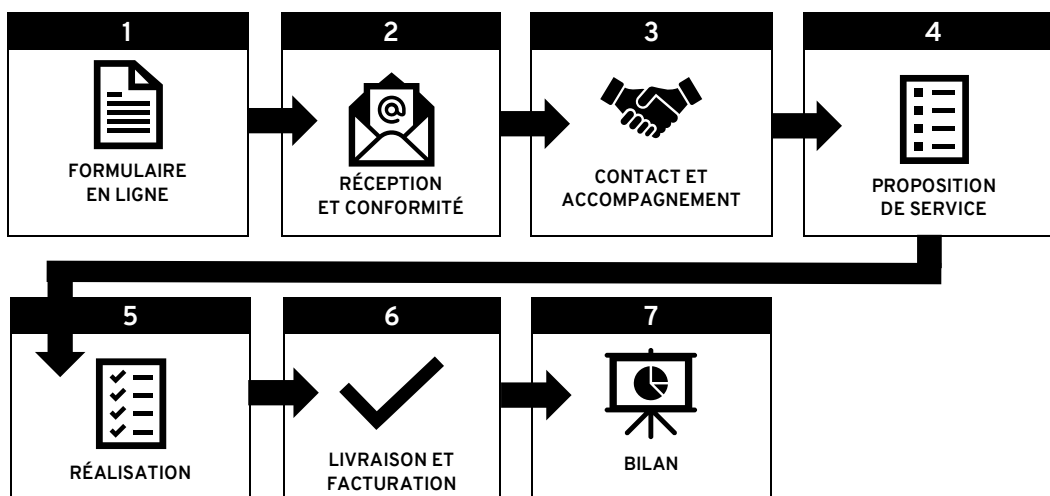 1
FORMULAIRE
EN LIGNE
2
@
RÉCEPTION
ET CONFORMITÉ
3
CONTACT ET
ACCOMPAGNEMENT
4
PROPOSITION
DE SERVICE
5
RÉALISATION
6
LIVRAISON ET
FACTURATION
7
BILAN